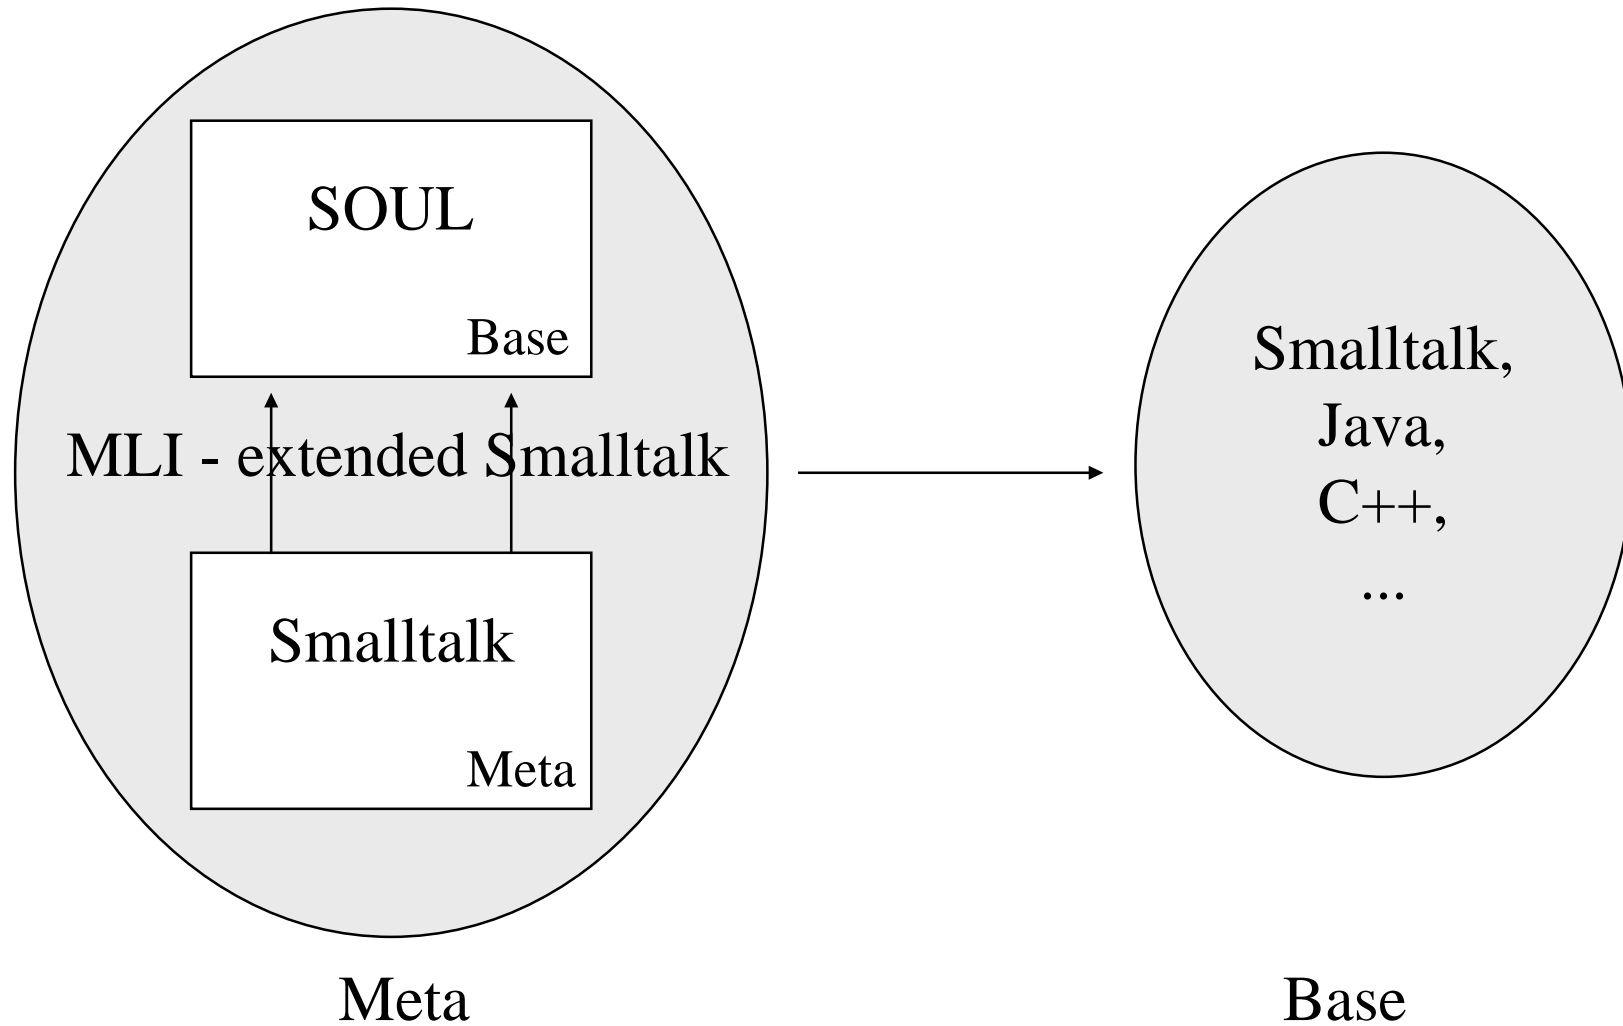 SOUL
Base
MLI - extended Smalltalk
Smalltalk
Meta
Smalltalk,
Java,
C++,
...
Meta
Base